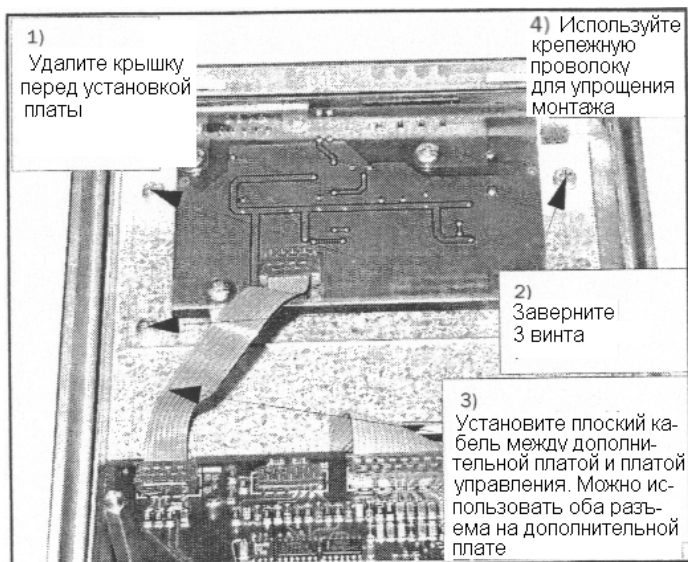 1)
Удалите крышку
перед установкой
платы
4) Используйте
крепежную
проволоку
для упрощения
монтажа
2)
Заверните
3 винта
3)
Установите плоский ка-
бель между дополни-
тельной платой и платой
управления. Можно ис-
пользовать оба разъ-
ема на дополнительной
плате